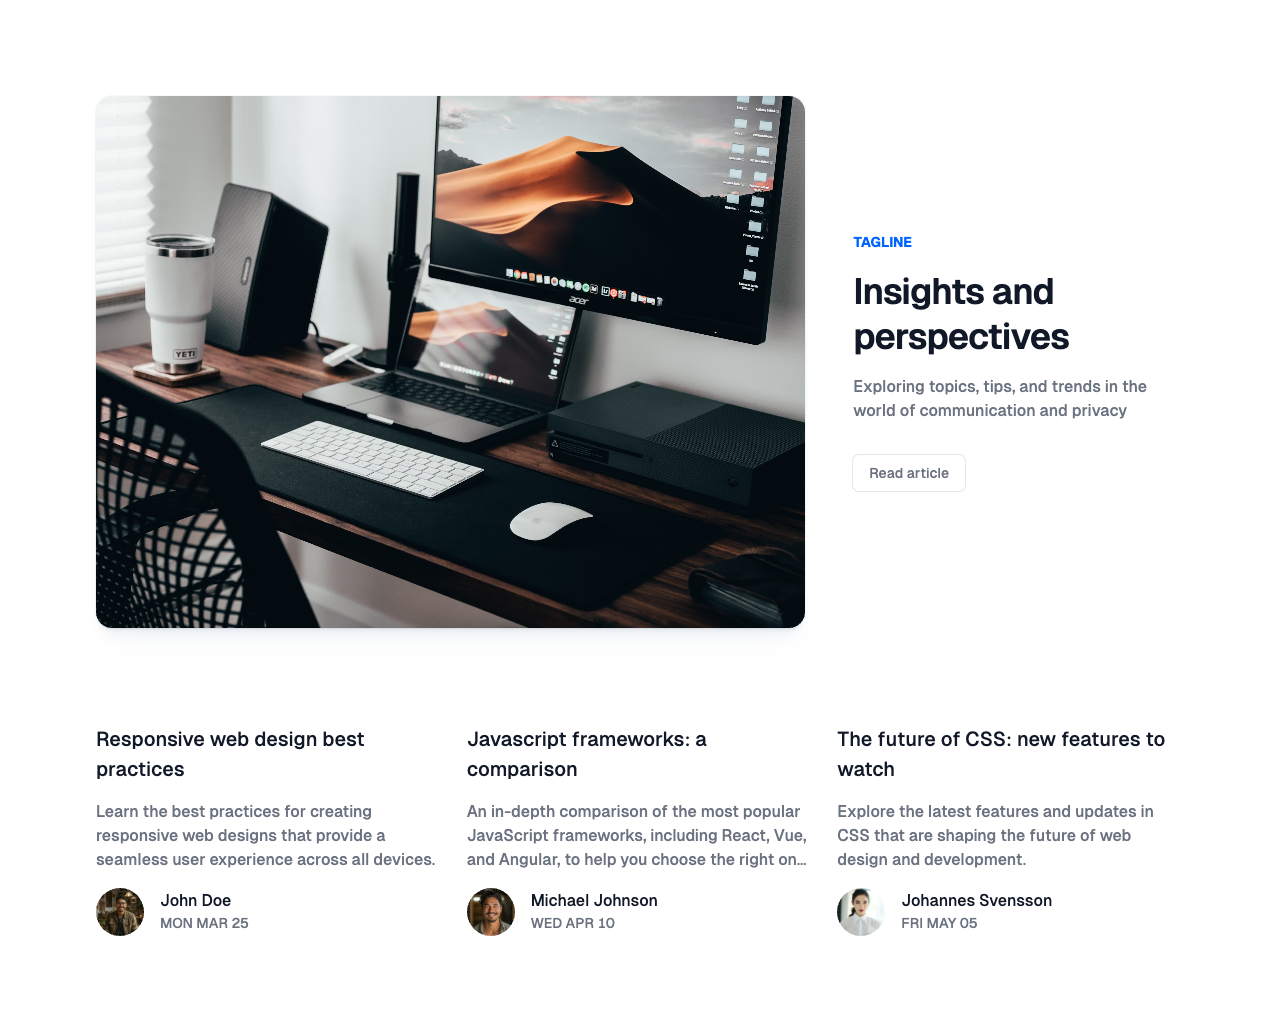 YETI
acer
TAGLINE
Insights and
perspectives
Exploring topics, tips, and trends in the
world of communication and privacy
Read article
Responsive web design best
practices
Learn the best practices for creating
responsive web designs that provide a
seamless user experience across all devices.
John Doe
MON MAR 25
Javascript frameworks: a
comparison
An in-depth comparison of the most popular
JavaScript frameworks, including React, Vue,
and Angular, to help you choose the right on...
Michael Johnson
WED APR 10
The future of CSS: new features to
watch
Explore the latest features and updates in
CSS that are shaping the future of web
design and development.
Johannes Svensson
FRI MAY 05